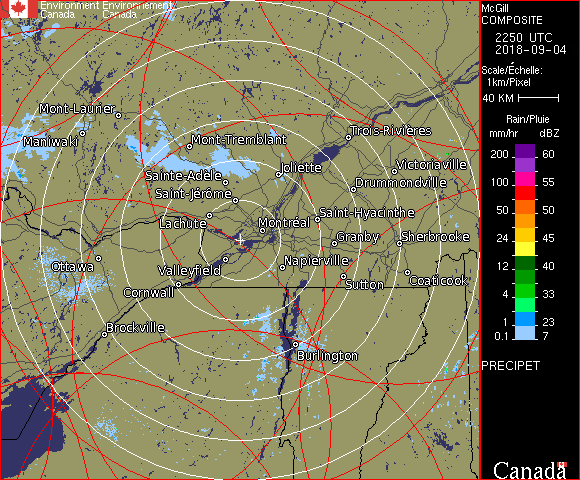 Environment Environnement
Canada Canada
McGill
COMPOSITE
2250 UTC
2018-09-04
Scale/Échelle:
1km/Pixel
40 KM
Rain/Pluie
mm/hr dBZ
200 60
100 55
50 50
24 45
12 40
4 33
1 23
0.1 7
PRECIPET
Canada
Mont-Laurier
Maniwaki
Mont-Tremblant
Trois-Rivières
Sainte-Adèle
Joliette
Victoriaville
Saint-Jérôme
Drummondville
Lachute
Montréal
Saint-Hyacinthe
Granby
Sherbrooke
Ottawa
Valleyfield
Napierville
Cornwall
Sutton
Coaticook
Brockville
Burlington